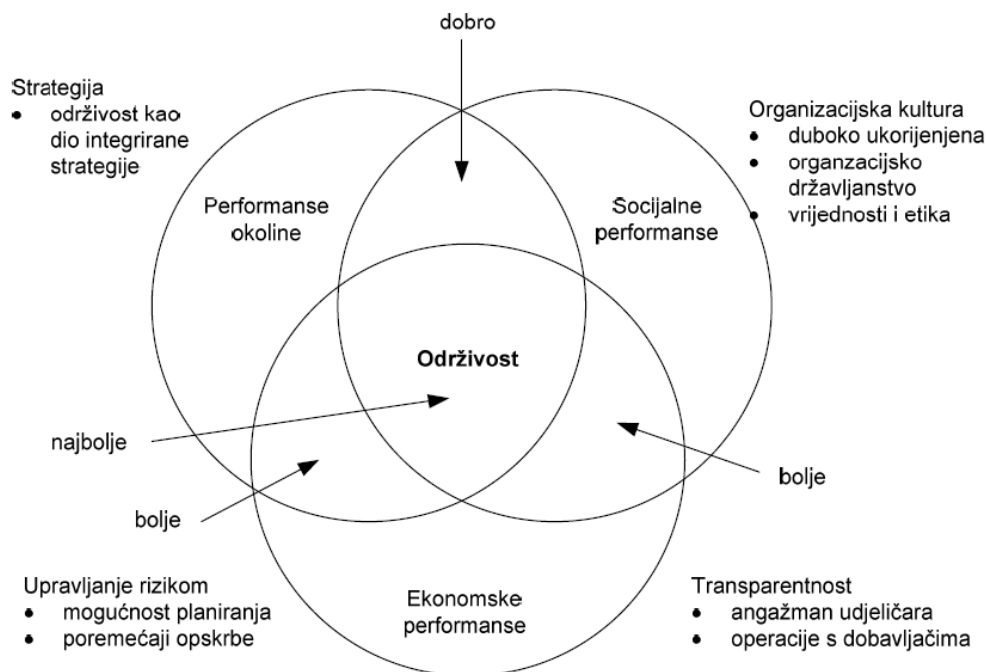 dobro
Strategija
• održivost kao
dio integrirane
strategije
Organizacijska kultura
• duboko ukorijenjena
• organzacijsko
državljanstvo
• vrijednosti i etika
Performanse
okoline
Socijalne
performanse
Održivost
najbolje
bolje
bolje
Upravljanje rizikom
• mogućnost planiranja
• poremećaji opskrbe
Ekonomske
performanse
Transparentnost
• angažman udjeličara
• operacije s dobavljačima